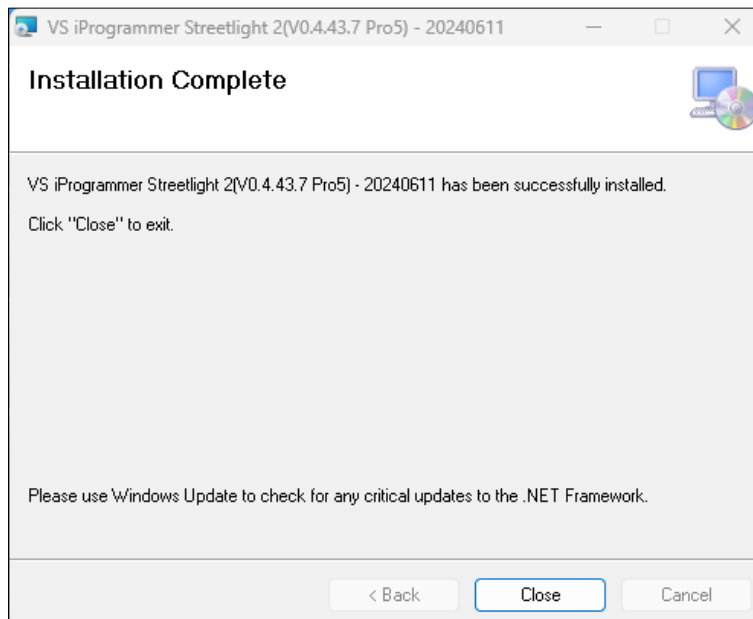 VS iProgrammer Streetlight 2(V0.4.43.7 Pro5) - 20240611
Installation Complete
VS iProgrammer Streetlight 2(V0.4.43.7 Pro5) - 20240611 has been successfully installed.
Click "Close" to exit.
Please use Windows Update to check for any critical updates to the .NET Framework.
< Back Close Cancel